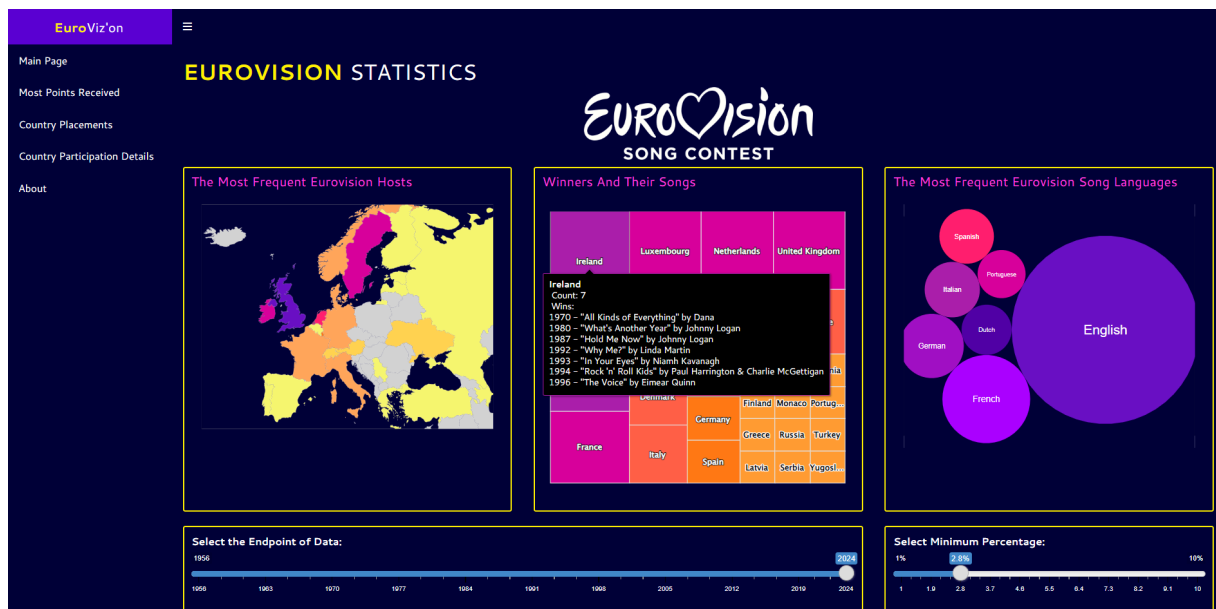 EuroViz'on
☰
Main Page
Most Points Received
Country Placements
Country Participation Details
About
EUROVISION STATISTICS
EUROVISION
SONG CONTEST
The Most Frequent Eurovision Hosts
Winners And Their Songs
Ireland
Luxembourg
Netherlands
United Kingdom
Ireland
Count: 7
Wins:
1970 – "All Kinds of Everything" by Dana
1980 – "What's Another Year" by Johnny Logan
1987 – "Hold Me Now" by Johnny Logan
1992 – "Why Me?" by Linda Martin
1993 – "In Your Eyes" by Niamh Kavanagh
1994 – "Rock 'n' Roll Kids" by Paul Harrington & Charlie McGettigan
1996 – "The Voice" by Eimear Quinn
Denmark
Germany
Finland Monaco Portug...
Greece Russia Turkey
France
Italy
Spain
Latvia Serbia Yugosl...
The Most Frequent Eurovision Song Languages
Spanish
Portuguese
Italian
Dutch
German
English
French
Select the Endpoint of Data:
1956 2024
1956 1963 1970 1977 1984 1991 1998 2005 2012 2019 2024
Select Minimum Percentage:
1% 2.8% 10%
1 1.9 2.8 3.7 4.6 5.5 6.4 7.3 8.2 9.1 10